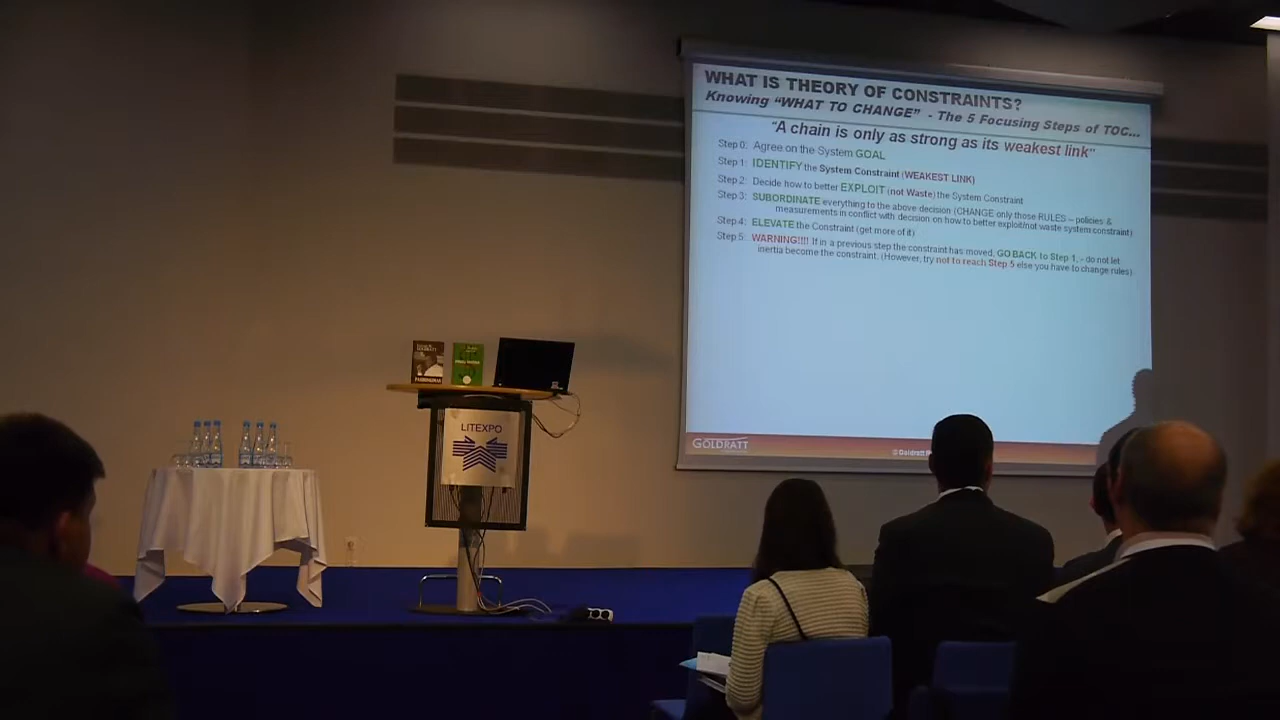 WHAT IS THEORY OF CONSTRAINTS?
Knowing "WHAT TO CHANGE" - The 5 Focusing Steps of TOC...
"A chain is only as strong as its weakest link"
Step 0: Agree on the System GOAL
Step 1: IDENTIFY the System Constraint (WEAKEST LINK)
Step 2: Decide how to better EXPLOIT (not Waste) the System Constraint
Step 3: SUBORDINATE everything to the above decision (CHANGE only those RULES – policies &
measurements in conflict with decision on how to better exploit/not waste system constraint)
Step 4: ELEVATE the Constraint (get more of it)
Step 5: WARNING!!!! If in a previous step the constraint has moved, GO BACK to Step 1, - do not let
inertia become the constraint. (However, try not to reach Step 5 else you have to change rules)
GOLDRATT
© Goldratt
GOLDRATT
LITEXPO